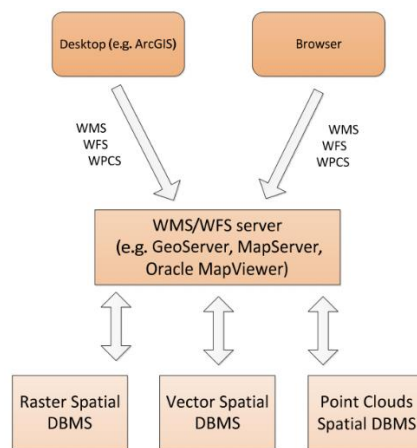 Desktop (e.g. ArcGIS)
Browser
WMS
WFS
WPCS
WMS
WFS
WPCS
WMS/WFS server
(e.g. GeoServer, MapServer,
Oracle MapViewer)
Raster Spatial
DBMS
Vector Spatial
DBMS
Point Clouds
Spatial DBMS